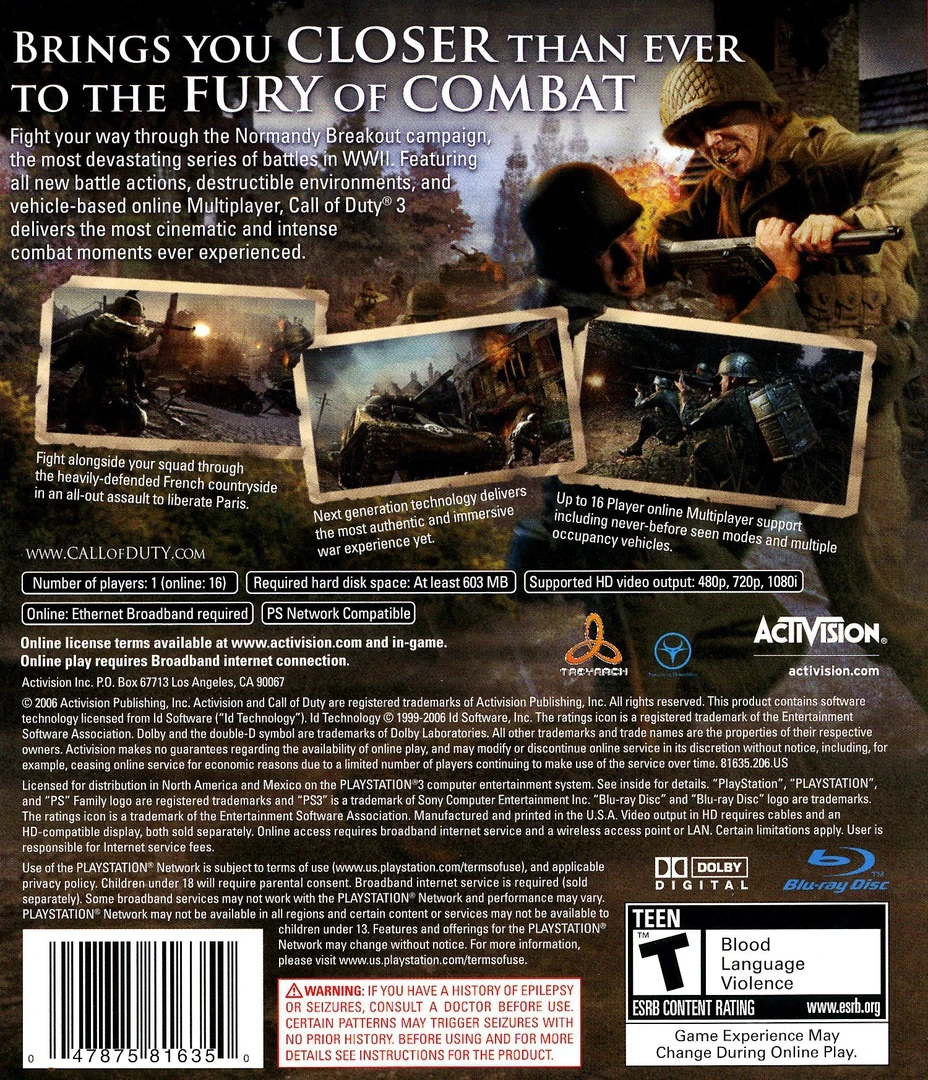 BRINGS YOU CLOSER THAN EVER
TO THE FURY OF COMBAT
Fight your way through the Normandy Breakout campaign,
the most devastating series of battles in WWII. Featuring
all new battle actions, destructible environments, and
vehicle-based online Multiplayer, Call of Duty® 3
delivers the most cinematic and intense
combat moments ever experienced.
Fight alongside your squad through
the heavily-defended French countryside
in an all-out assault to liberate Paris.
Next generation technology delivers
the most authentic and immersive
war experience yet.
Up to 16 Player online Multiplayer support
including never-before seen modes and multiple
occupancy vehicles.
WWW.CALLOFDUTY.COM
Number of players: 1 (online: 16)
Required hard disk space: At least 603 MB
Supported HD video output: 480p, 720p, 1080i
Online: Ethernet Broadband required
PS Network Compatible
Online license terms available at www.activision.com and in-game.
Online play requires Broadband internet connection.
Activision Inc. P.O. Box 67713 Los Angeles, CA 90067
TREYARCH
ACTIVISION®
activision.com
© 2006 Activision Publishing, Inc. Activision and Call of Duty are registered trademarks of Activision Publishing, Inc. All rights reserved. This product contains software
technology licensed from Id Software ("Id Technology"). Id Technology © 1999-2006 Id Software, Inc. The ratings icon is a registered trademark of the Entertainment
Software Association. Dolby and the double-D symbol are trademarks of Dolby Laboratories. All other trademarks and trade names are the properties of their respective
owners. Activision makes no guarantees regarding the availability of online play, and may modify or discontinue online service in its discretion without notice, including, for
example, ceasing online service for economic reasons due to a limited number of players continuing to make use of the service over time. 81635.206.US
Licensed for distribution in North America and Mexico on the PLAYSTATION®3 computer entertainment system. See inside for details. "PlayStation", "PLAYSTATION",
and "PS" Family logo are registered trademarks and "PS3" is a trademark of Sony Computer Entertainment Inc. "Blu-ray Disc" and "Blu-ray Disc" logo are trademarks.
The ratings icon is a trademark of the Entertainment Software Association. Manufactured and printed in the U.S.A. Video output in HD requires cables and an
HD-compatible display, both sold separately. Online access requires broadband internet service and a wireless access point or LAN. Certain limitations apply. User is
responsible for Internet service fees.
Use of the PLAYSTATION® Network is subject to terms of use (www.us.playstation.com/termsofuse), and applicable
privacy policy. Children under 18 will require parental consent. Broadband internet service is required (sold
separately). Some broadband services may not work with the PLAYSTATION® Network and performance may vary.
PLAYSTATION® Network may not be available in all regions and certain content or services may not be available to
children under 13. Features and offerings for the PLAYSTATION®
Network may change without notice. For more information,
please visit www.us.playstation.com/termsofuse.
DOLBY
DIGITAL
Blu-ray Disc™
0 47875 81635 0
WARNING: IF YOU HAVE A HISTORY OF EPILEPSY
OR SEIZURES, CONSULT A DOCTOR BEFORE USE.
CERTAIN PATTERNS MAY TRIGGER SEIZURES WITH
NO PRIOR HISTORY. BEFORE USING AND FOR MORE
DETAILS SEE INSTRUCTIONS FOR THE PRODUCT.
TEEN
T™
Blood
Language
Violence
ESRB CONTENT RATING www.esrb.org
Game Experience May
Change During Online Play.